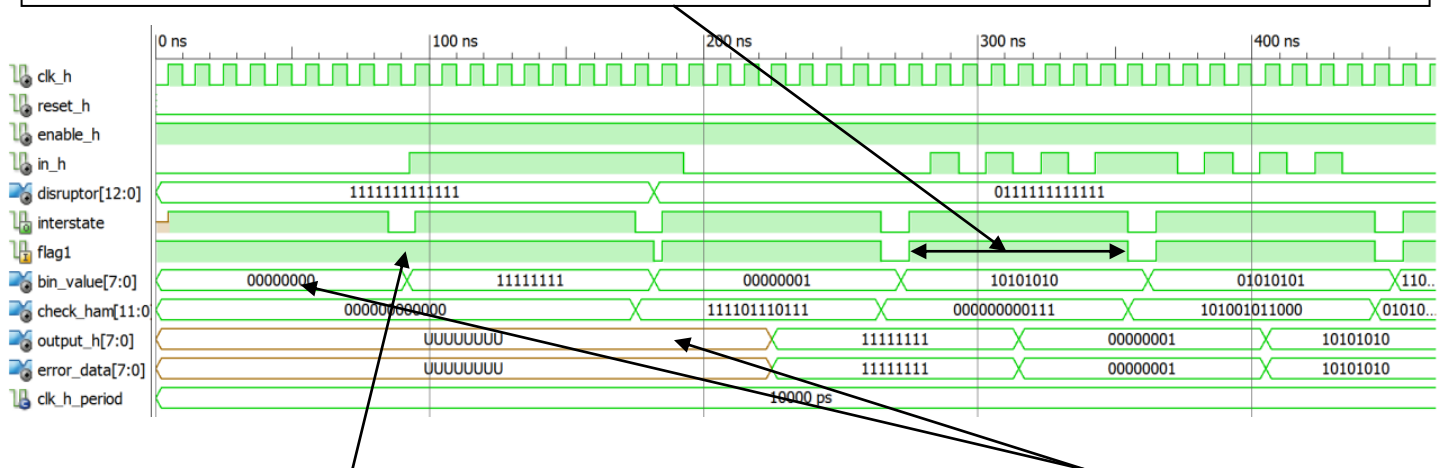 0 ns 100 ns 200 ns 300 ns 400 ns
clk_h
reset_h
enable_h
in_h
disruptor[12:0] 1111111111111 0111111111111
interstate
flag1
bin_value[7:0] 00000000 11111111 00000001 10101010 01010101 110...
check_ham[11:0 000000000000 111101110111 000000000111 101001011000 01010...
output_h[7:0] UUUUUUUU 11111111 00000001 10101010
error_data[7:0] UUUUUUUU 11111111 00000001 10101010
clk_h_period 10000 ps